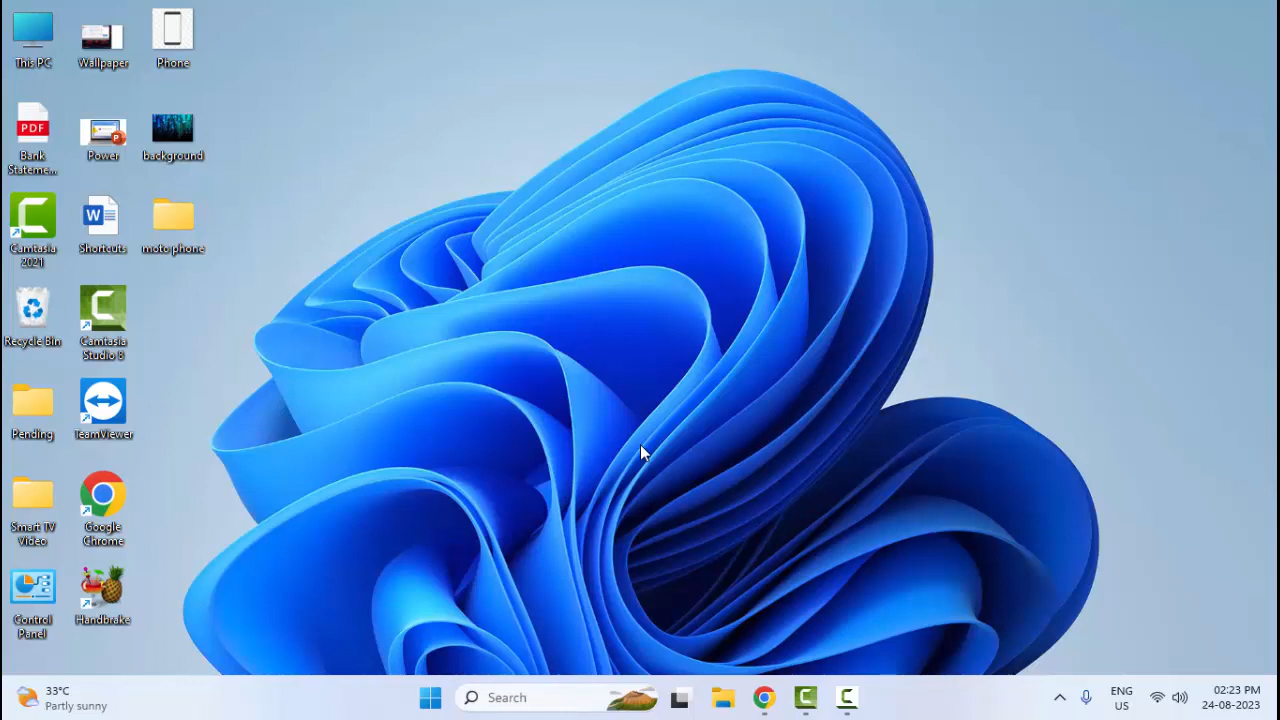 This PC
Wallpaper
Phone
PDF
Bank
Stateme...
Power
background
Camtasia
2021
W
Shortcuts
moto phone
Recycle Bin
Camtasia
Studio 8
Pending
TeamViewer
Smart TV
Video
Google
Chrome
Control
Panel
Handbrake
33°C
Partly sunny
Search
ENG
US
02:23 PM
24-08-2023